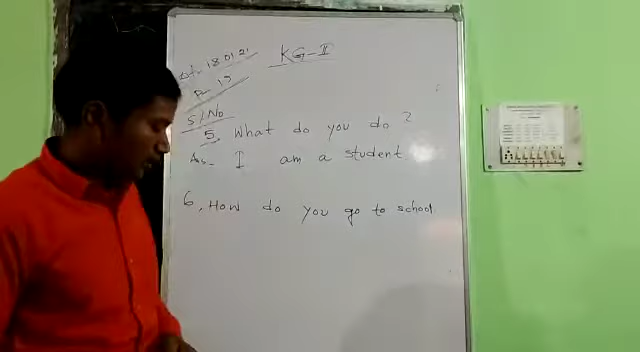 KG-II
Dt- 18.01.21
P- 19
S/No
5. What do you do ?
As- I am a student
6. How do you go to school